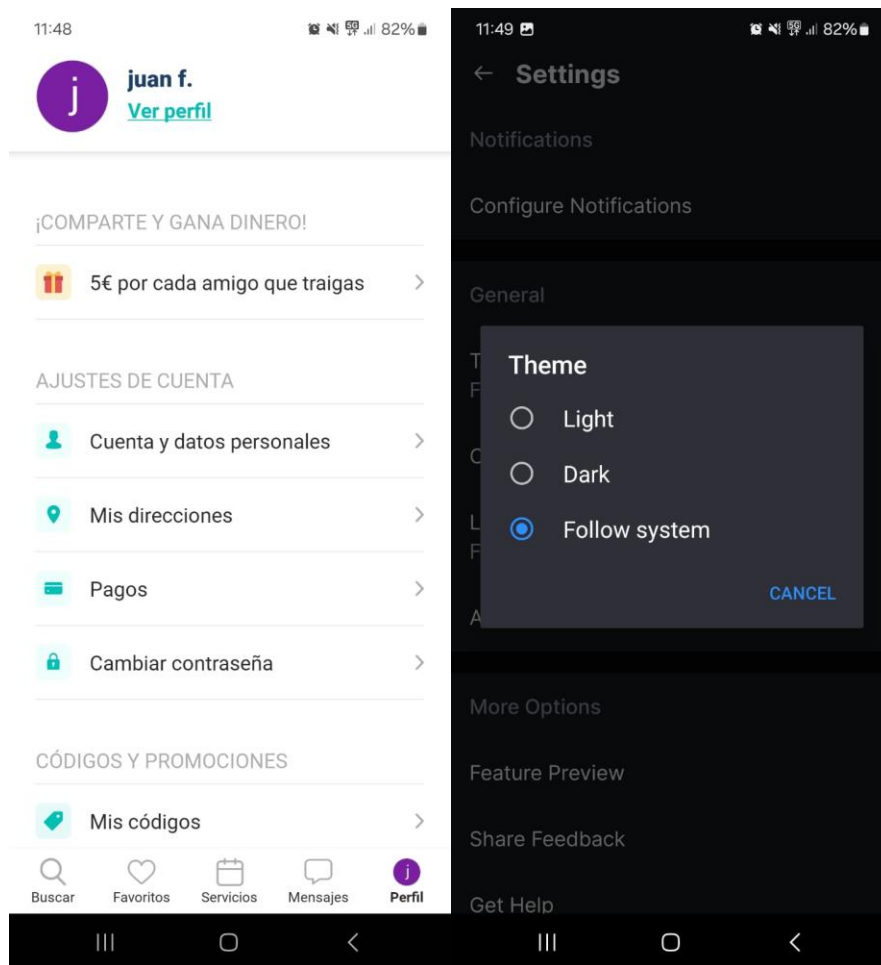 11:48
5G
82%
j
juan f.
Ver perfil
¡COMPARTE Y GANA DINERO!
5€ por cada amigo que traigas
AJUSTES DE CUENTA
Cuenta y datos personales
Mis direcciones
Pagos
Cambiar contraseña
CÓDIGOS Y PROMOCIONES
Mis códigos
j
Buscar
Favoritos
Servicios
Mensajes
Perfil
11:49
5G
82%
Settings
Notifications
Configure Notifications
General
T
F
C
L
F
A
Theme
Light
Dark
Follow system
CANCEL
More Options
Feature Preview
Share Feedback
Get Help